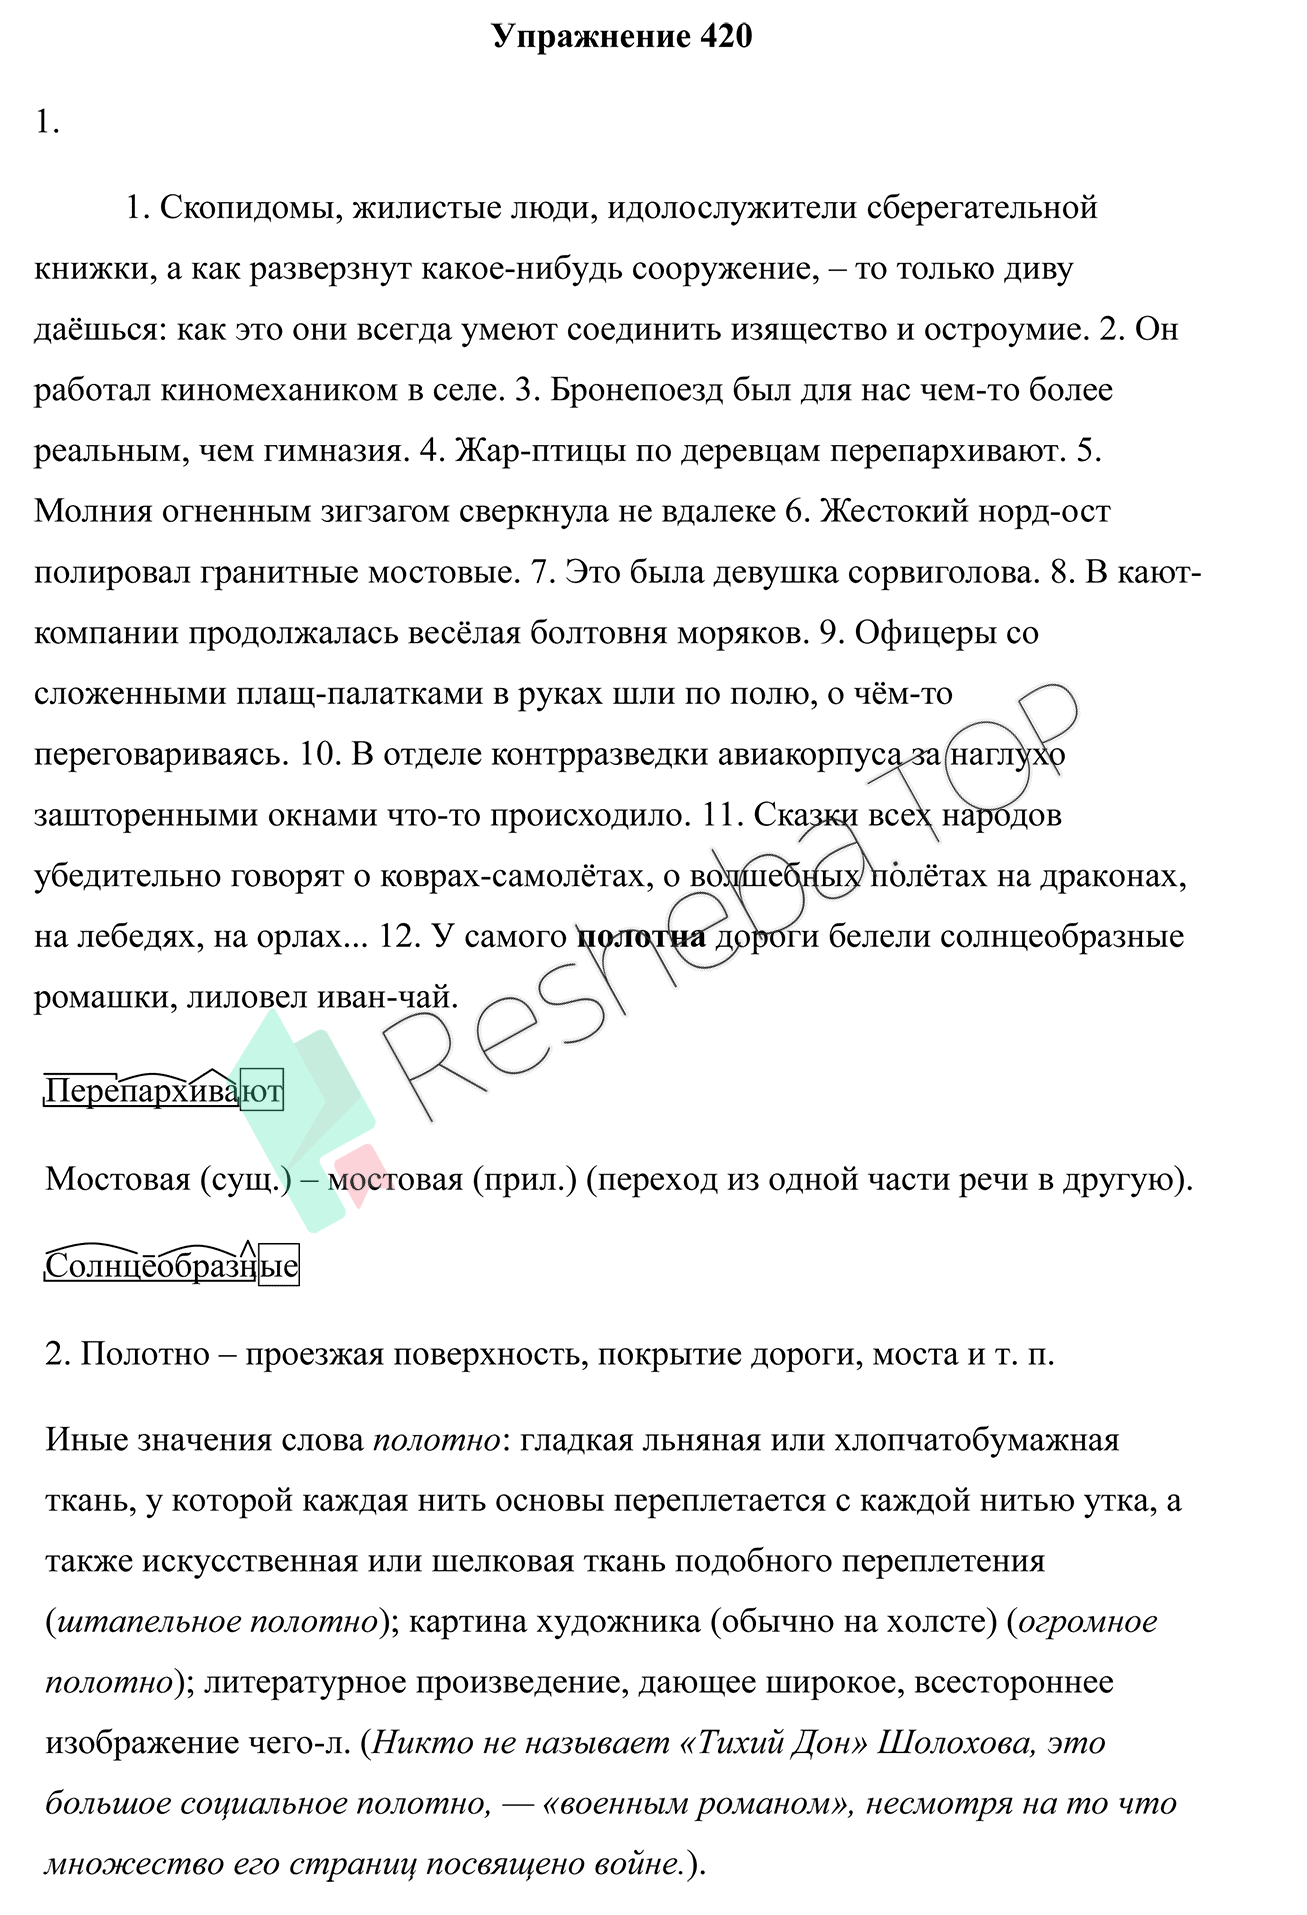 Упражнение 420
1.
1. Скопидомы, жилистые люди, идолослужители сберегательной
книжки, а как разверзнут какое-нибудь сооружение, – то только диву
даёшься: как это они всегда умеют соединить изящество и остроумие. 2. Он
работал киномехаником в селе. 3. Бронепоезд был для нас чем-то более
реальным, чем гимназия. 4. Жар-птицы по деревцам перепархивают. 5.
Молния огненным зигзагом сверкнула не вдалеке 6. Жестокий норд-ост
полировал гранитные мостовые. 7. Это была девушка сорвиголова. 8. В кают-
компании продолжалась весёлая болтовня моряков. 9. Офицеры со
сложенными плащ-палатками в руках шли по полю, о чём-то
переговариваясь. 10. В отделе контрразведки авиакорпуса за наглухо
зашторенными окнами что-то происходило. 11. Сказки всех народов
убедительно говорят о коврах-самолётах, о волшебных полётах на драконах,
на лебедях, на орлах... 12. У самого полотна дороги белели солнцеобразные
ромашки, лиловел иван-чай.
Resheba.TOP
Перепархивают
Мостовая (сущ.) – мостовая (прил.) (переход из одной части речи в другую).
Солнцеобразные
2. Полотно – проезжая поверхность, покрытие дороги, моста и т. п.
Иные значения слова полотно: гладкая льняная или хлопчатобумажная
ткань, у которой каждая нить основы переплетается с каждой нитью утка, а
также искусственная или шелковая ткань подобного переплетения
(штапельное полотно); картина художника (обычно на холсте) (огромное
полотно); литературное произведение, дающее широкое, всестороннее
изображение чего-л. (Никто не называет «Тихий Дон» Шолохова, это
большое социальное полотно, — «военным романом», несмотря на то что
множество его страниц посвящено войне.).